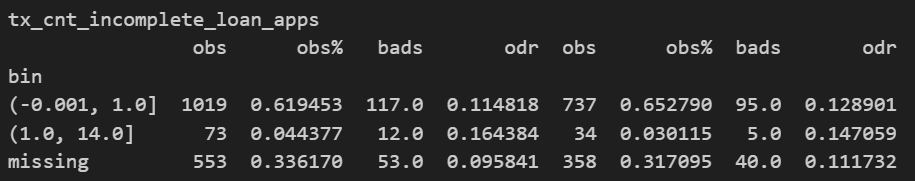 tx_cnt_incomplete_loan_apps
obs obs% bads odr obs obs% bads odr
bin
(-0.001, 1.0] 1019 0.619453 117.0 0.114818 737 0.652790 95.0 0.128901
(1.0, 14.0] 73 0.044377 12.0 0.164384 34 0.030115 5.0 0.147059
missing 553 0.336170 53.0 0.095841 358 0.317095 40.0 0.111732